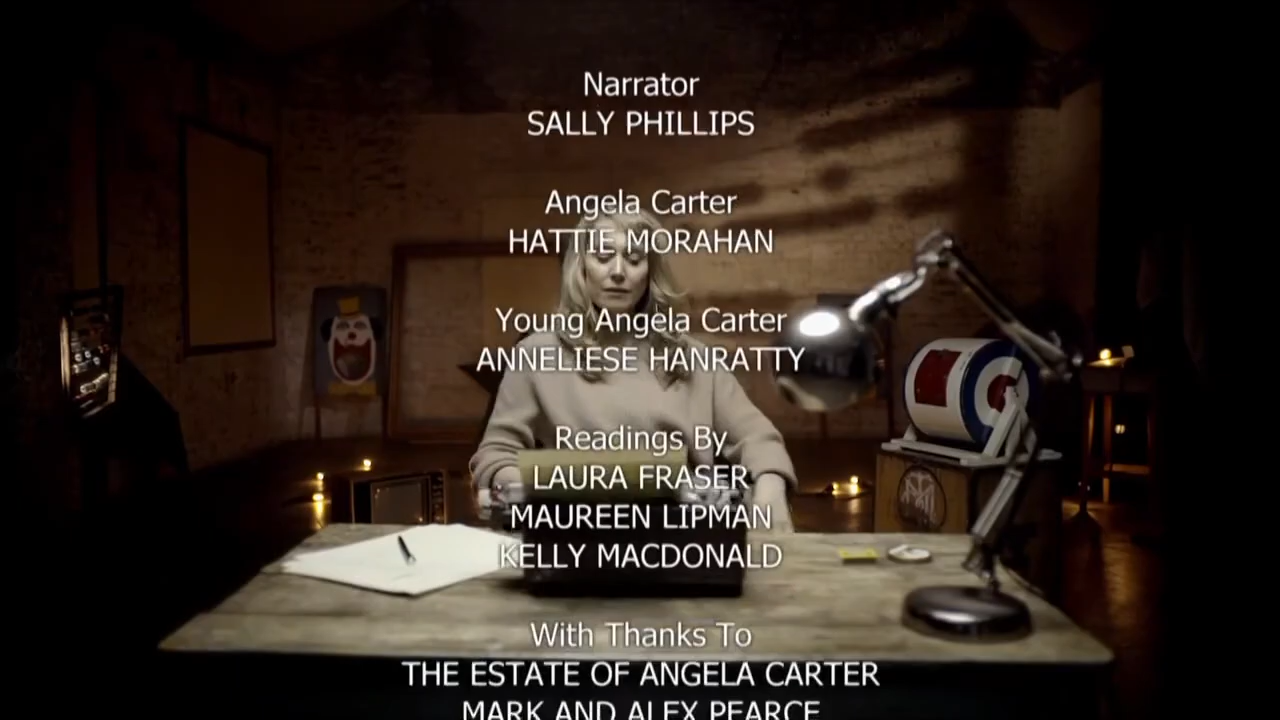 Narrator
SALLY PHILLIPS
Angela Carter
HATTIE MORAHAN
Young Angela Carter
ANNELIESE HANRATTY
Readings By
LAURA FRASER
MAUREEN LIPMAN
KELLY MACDONALD
With Thanks To
THE ESTATE OF ANGELA CARTER
MARK AND ALEX PEARCE